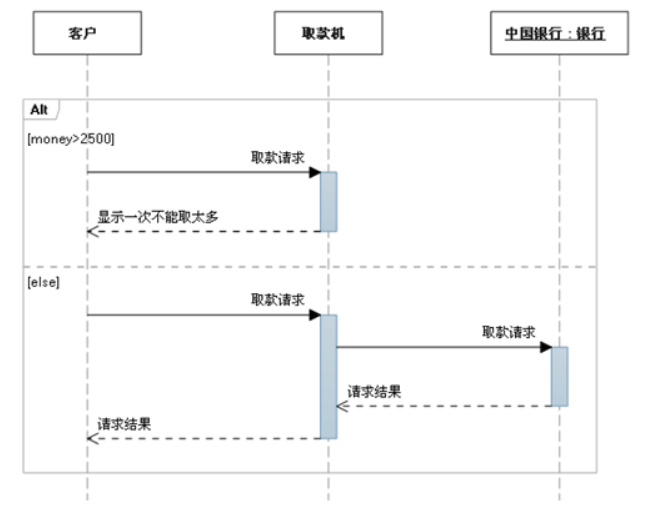 客户
取款机
中国银行：银行
Alt
[money>2500]
取款请求
显示一次不能取太多
[else]
取款请求
取款请求
请求结果
请求结果